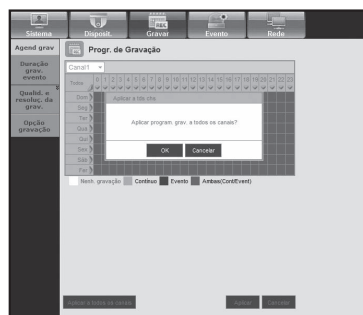 Sistema Disposit. Gravar Evento Rede
Agend grav
Duração grav. evento
Qualid. e resoluç. da grav.
Opção gravação
Progr. de Gravação
Canal1
Todos 0 1 2 3 4 5 6 7 8 9 10 11 12 13 14 15 16 17 18 19 20 21 22 23
Dom
Seg
Ter
Qua
Qui
Sex
Sáb
Fer
Aplicar a tds chs
Aplicar program. grav. a todos os canais?
OK Cancelar
Nenh. gravação Contínuo Evento Ambas(Cont/Event)
Aplicar a todos os canais Aplicar Cancelar